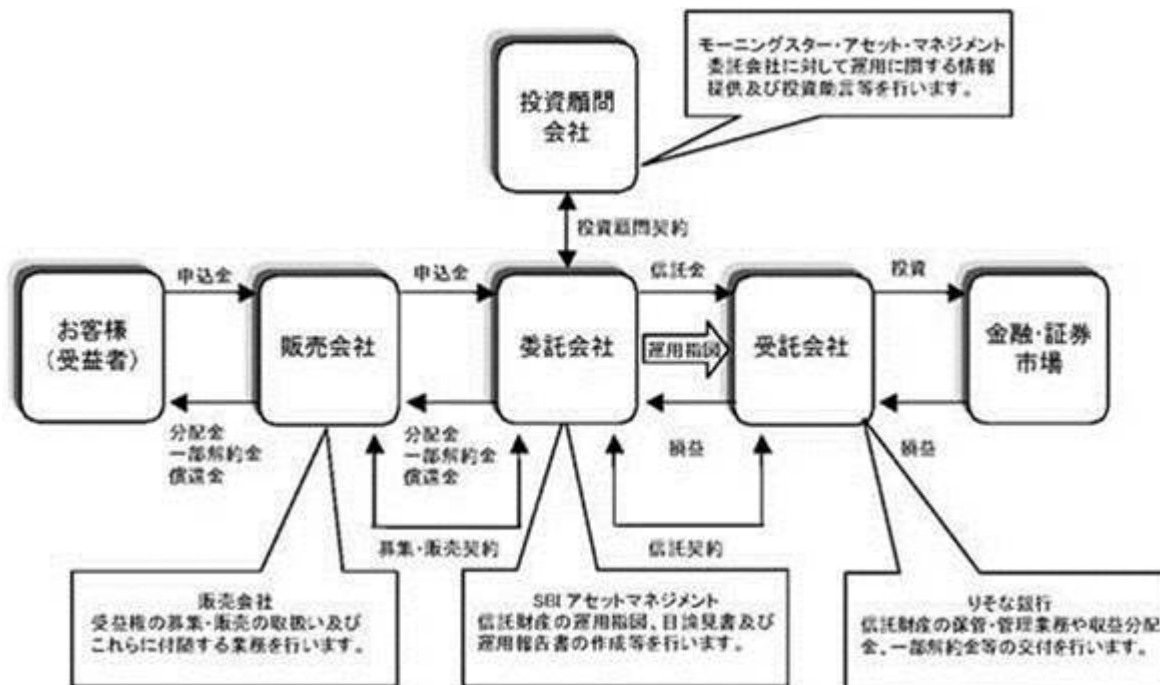 モーニングスター・アセット・マネジメント
委託会社に対して運用に関する情報
提供及び投資助言等を行います。
投資顧問
会社
投資顧問契約
申込金
申込金
信託金
投資
お客様
（受益者）
販売会社
委託会社
運用指図
受託会社
金融・証券
市場
分配金
一部解約金
償還金
分配金
一部解約金
償還金
損益
損益
募集・販売契約
信託契約
販売会社
受益権の募集・販売の取扱い及び
これらに付随する業務を行います。
SBIアセットマネジメント
信託財産の運用指図、目論見書及び
運用報告書の作成等を行います。
りそな銀行
信託財産の保管・管理業務や収益分配
金、一部解約金等の交付を行います。